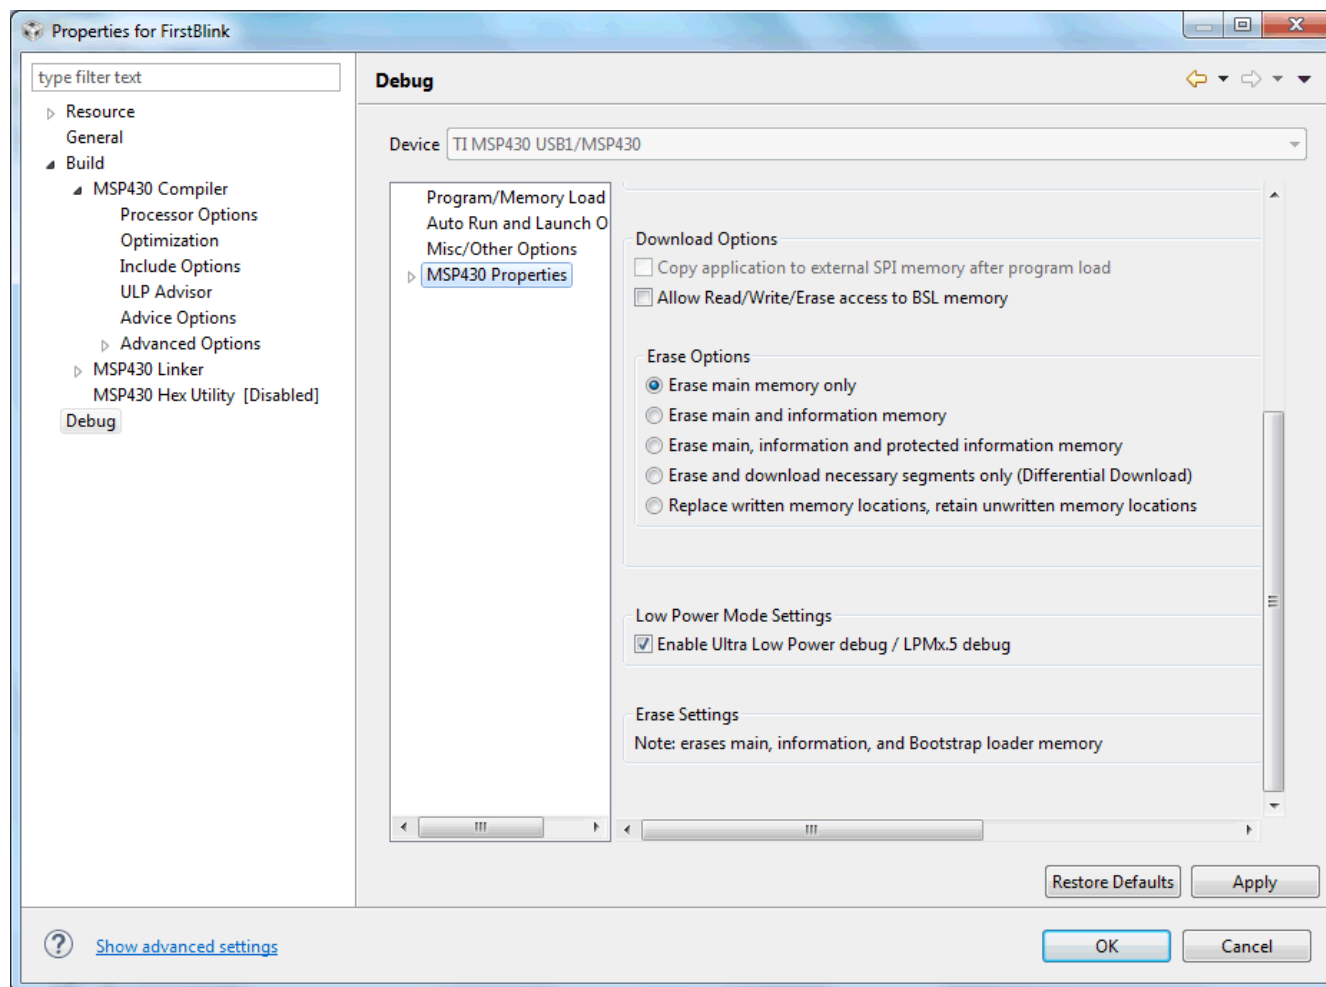 Properties for FirstBlink
type filter text
Resource
General
Build
MSP430 Compiler
Processor Options
Optimization
Include Options
ULP Advisor
Advice Options
Advanced Options
MSP430 Linker
MSP430 Hex Utility [Disabled]
Debug
Debug
Device TI MSP430 USB1/MSP430
Program/Memory Load
Auto Run and Launch O
Misc/Other Options
MSP430 Properties
Download Options
Copy application to external SPI memory after program load
Allow Read/Write/Erase access to BSL memory
Erase Options
Erase main memory only
Erase main and information memory
Erase main, information and protected information memory
Erase and download necessary segments only (Differential Download)
Replace written memory locations, retain unwritten memory locations
Low Power Mode Settings
Enable Ultra Low Power debug / LPMx.5 debug
Erase Settings
Note: erases main, information, and Bootstrap loader memory
Restore Defaults Apply
? Show advanced settings
OK Cancel